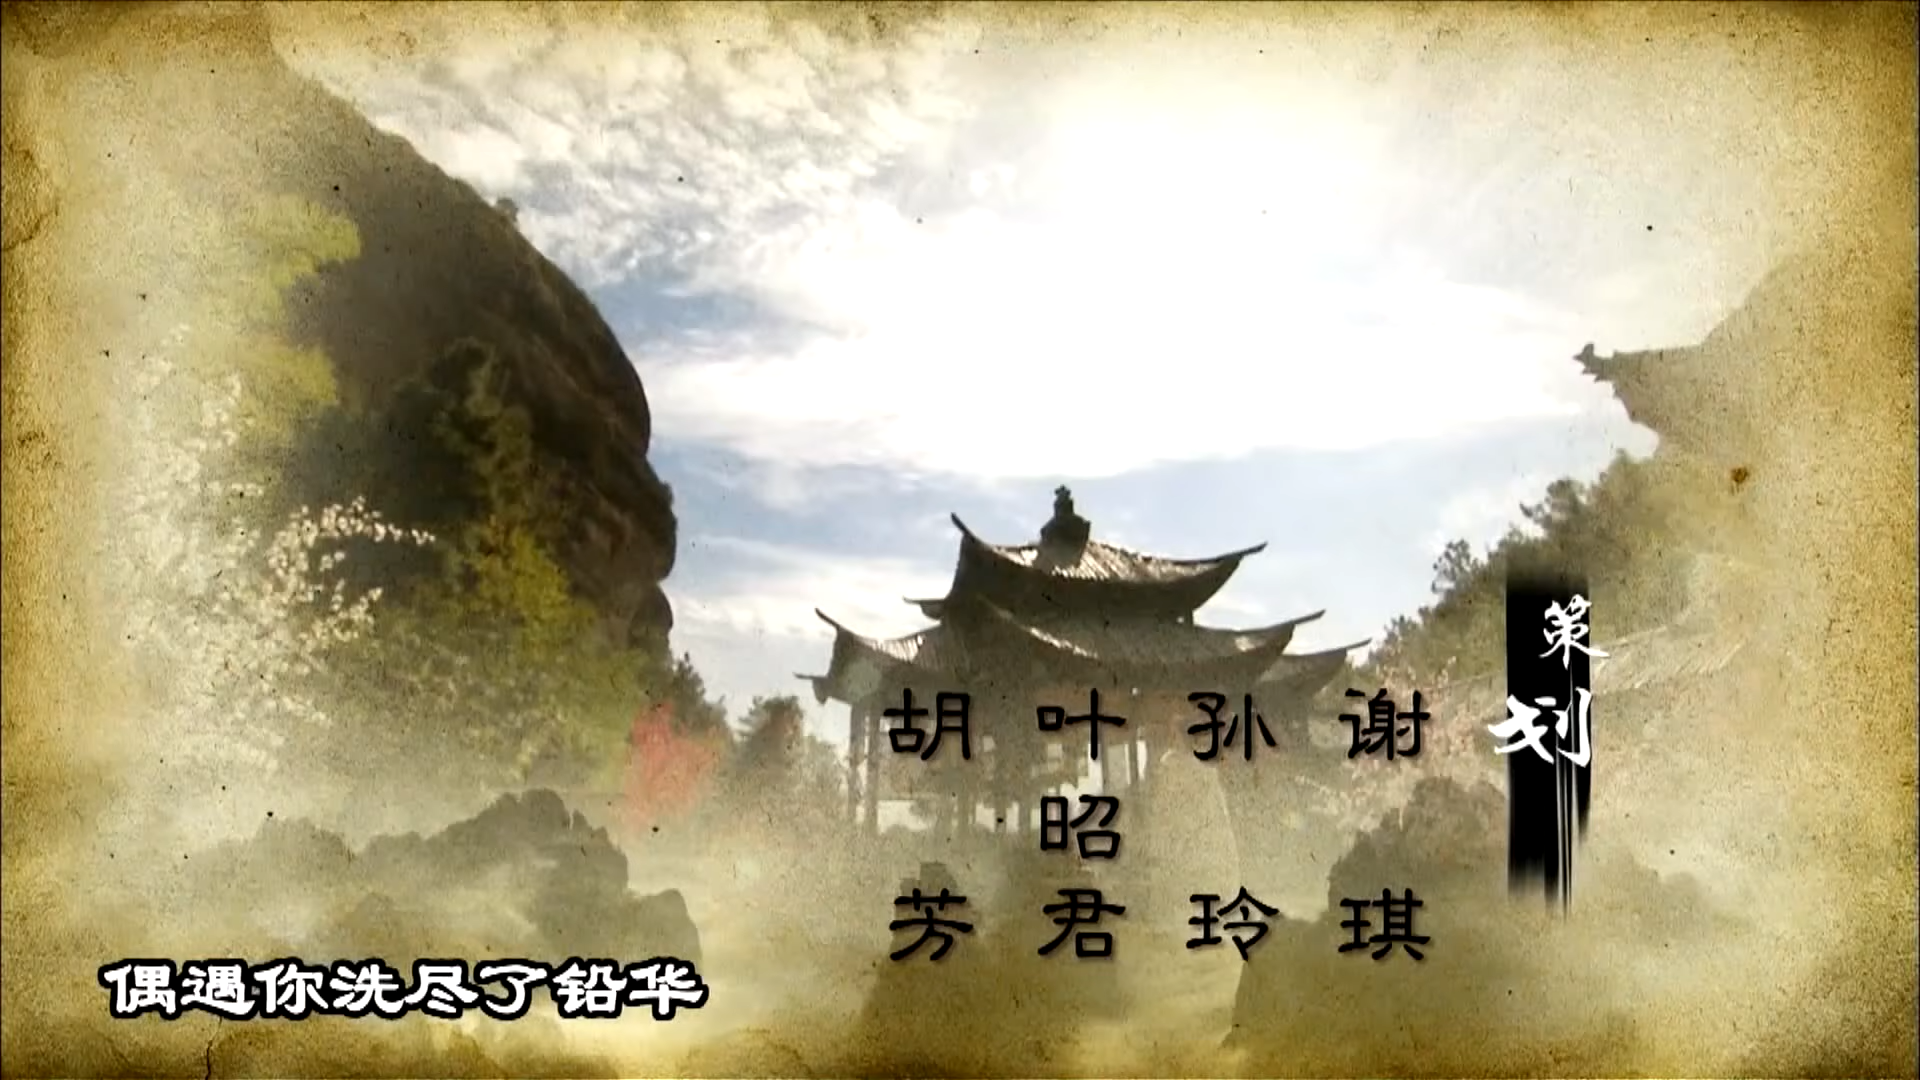 策划
谢琪
孙玲
叶昭君
胡芳
偶遇你洗尽了铅华